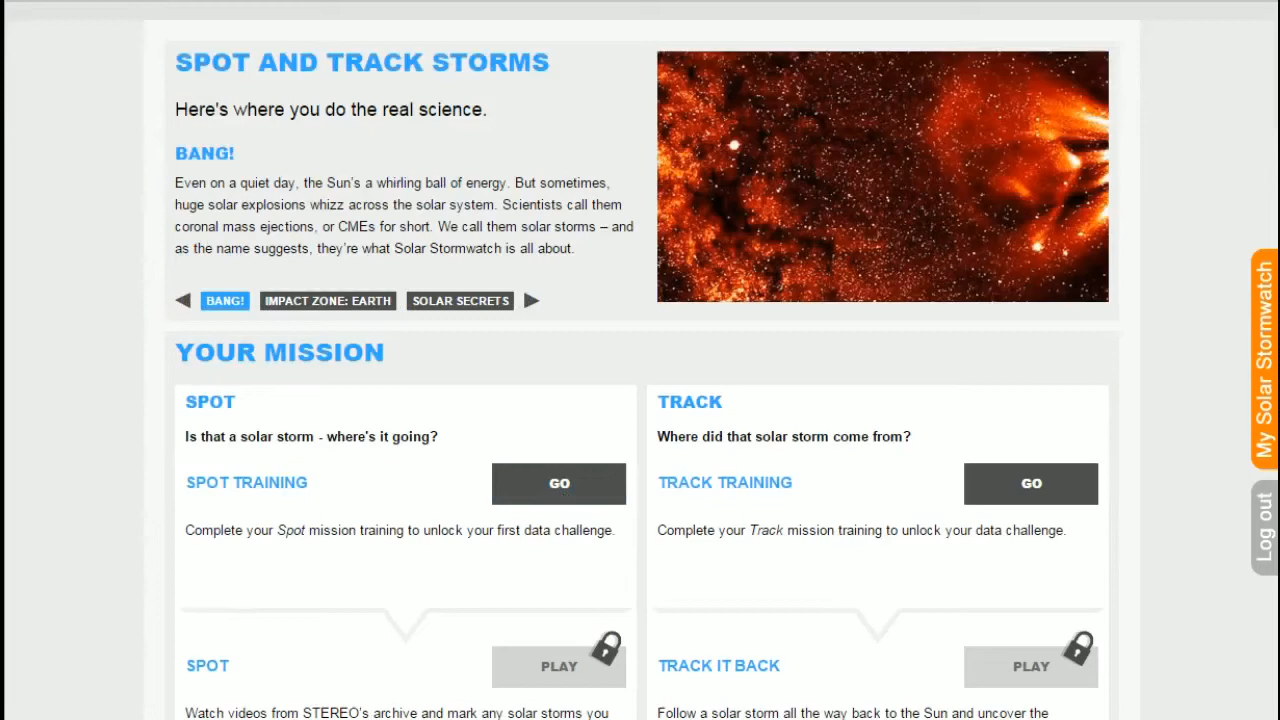 SPOT AND TRACK STORMS
Here's where you do the real science.
BANG!
Even on a quiet day, the Sun's a whirling ball of energy. But sometimes,
huge solar explosions whizz across the solar system. Scientists call them
coronal mass ejections, or CMEs for short. We call them solar storms – and
as the name suggests, they're what Solar Stormwatch is all about.
BANG!
IMPACT ZONE: EARTH
SOLAR SECRETS
YOUR MISSION
SPOT
Is that a solar storm - where's it going?
SPOT TRAINING
GO
Complete your Spot mission training to unlock your first data challenge.
SPOT
PLAY
Watch videos from STEREO's archive and mark any solar storms you
TRACK
Where did that solar storm come from?
TRACK TRAINING
GO
Complete your Track mission training to unlock your data challenge.
TRACK IT BACK
PLAY
Follow a solar storm all the way back to the Sun and uncover the
My Solar Stormwatch
Log out